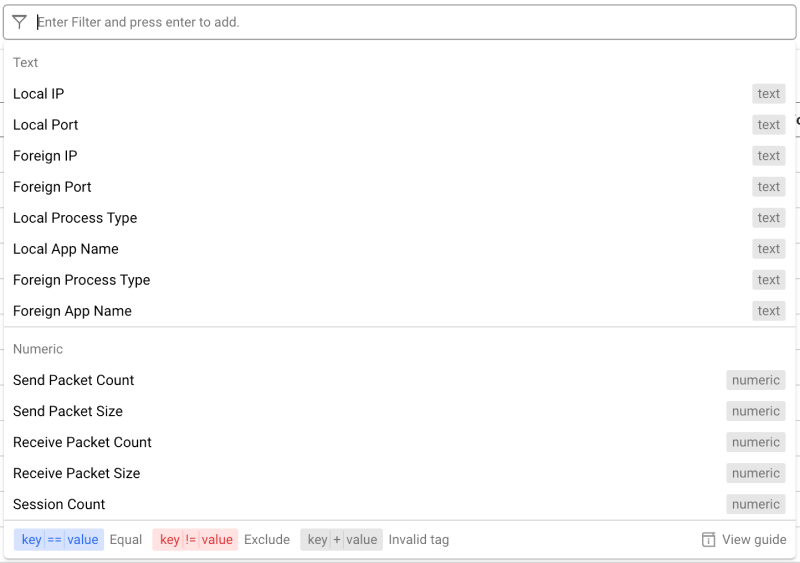 Enter Filter and press enter to add.
Text
Local IP text
Local Port text
Foreign IP text
Foreign Port text
Local Process Type text
Local App Name text
Foreign Process Type text
Foreign App Name text
Numeric
Send Packet Count numeric
Send Packet Size numeric
Receive Packet Count numeric
Receive Packet Size numeric
Session Count numeric
key == value Equal key != value Exclude key + value Invalid tag View guide